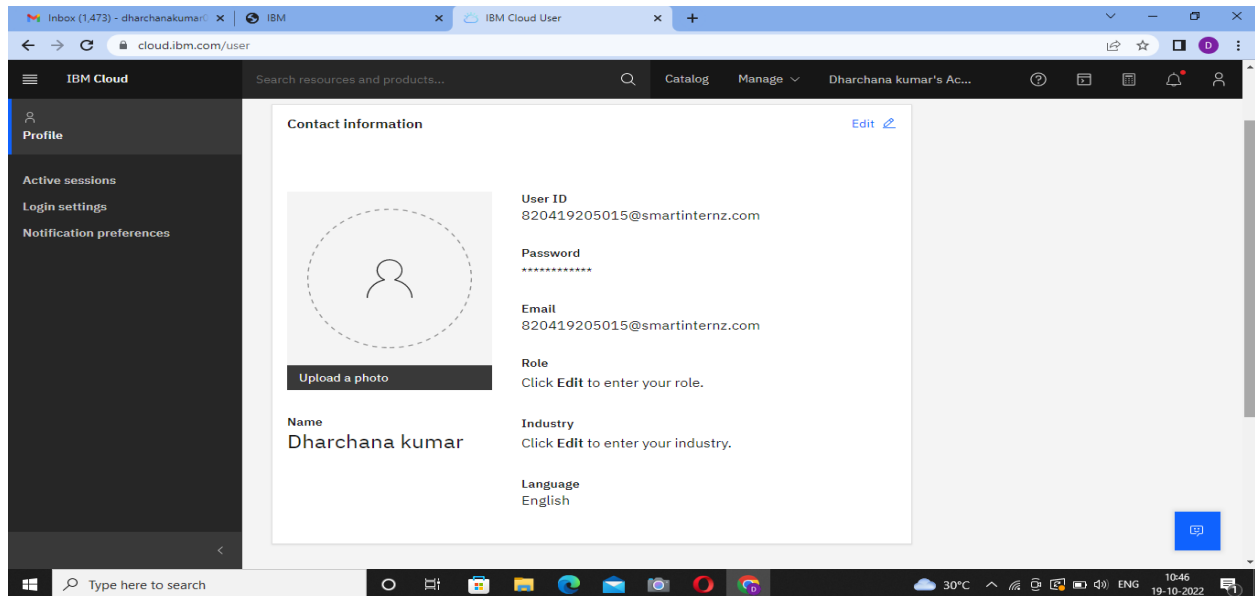 Inbox (1,473) - dharchanakumar
IBM
IBM Cloud User
cloud.ibm.com/user
D
IBM Cloud
Search resources and products...
Catalog
Manage
Dharchana kumar's Ac...
Profile
Active sessions
Login settings
Notification preferences
Contact information
Edit
Upload a photo
Name
Dharchana kumar
User ID
820419205015@smartinternz.com
Password
************
Email
820419205015@smartinternz.com
Role
Click Edit to enter your role.
Industry
Click Edit to enter your industry.
Language
English
Type here to search
30°C
ENG
10:46
19-10-2022
1